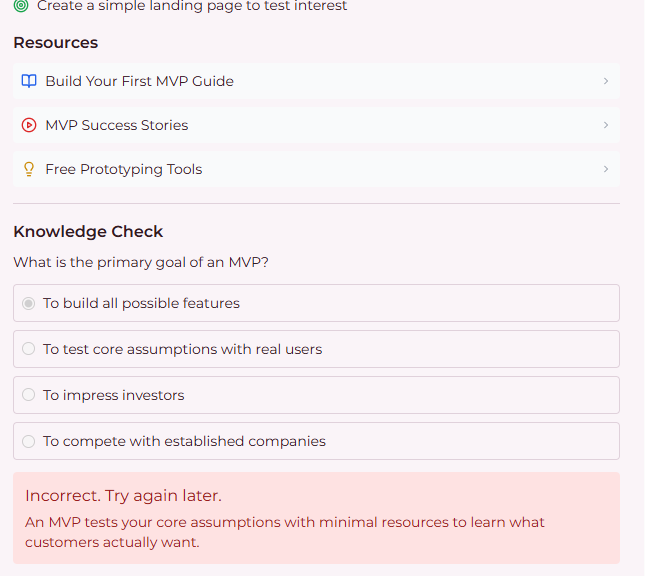 Create a simple landing page to test interest
Resources
Build Your First MVP Guide
MVP Success Stories
Free Prototyping Tools
Knowledge Check
What is the primary goal of an MVP?
To build all possible features
To test core assumptions with real users
To impress investors
To compete with established companies
Incorrect. Try again later.
An MVP tests your core assumptions with minimal resources to learn what
customers actually want.